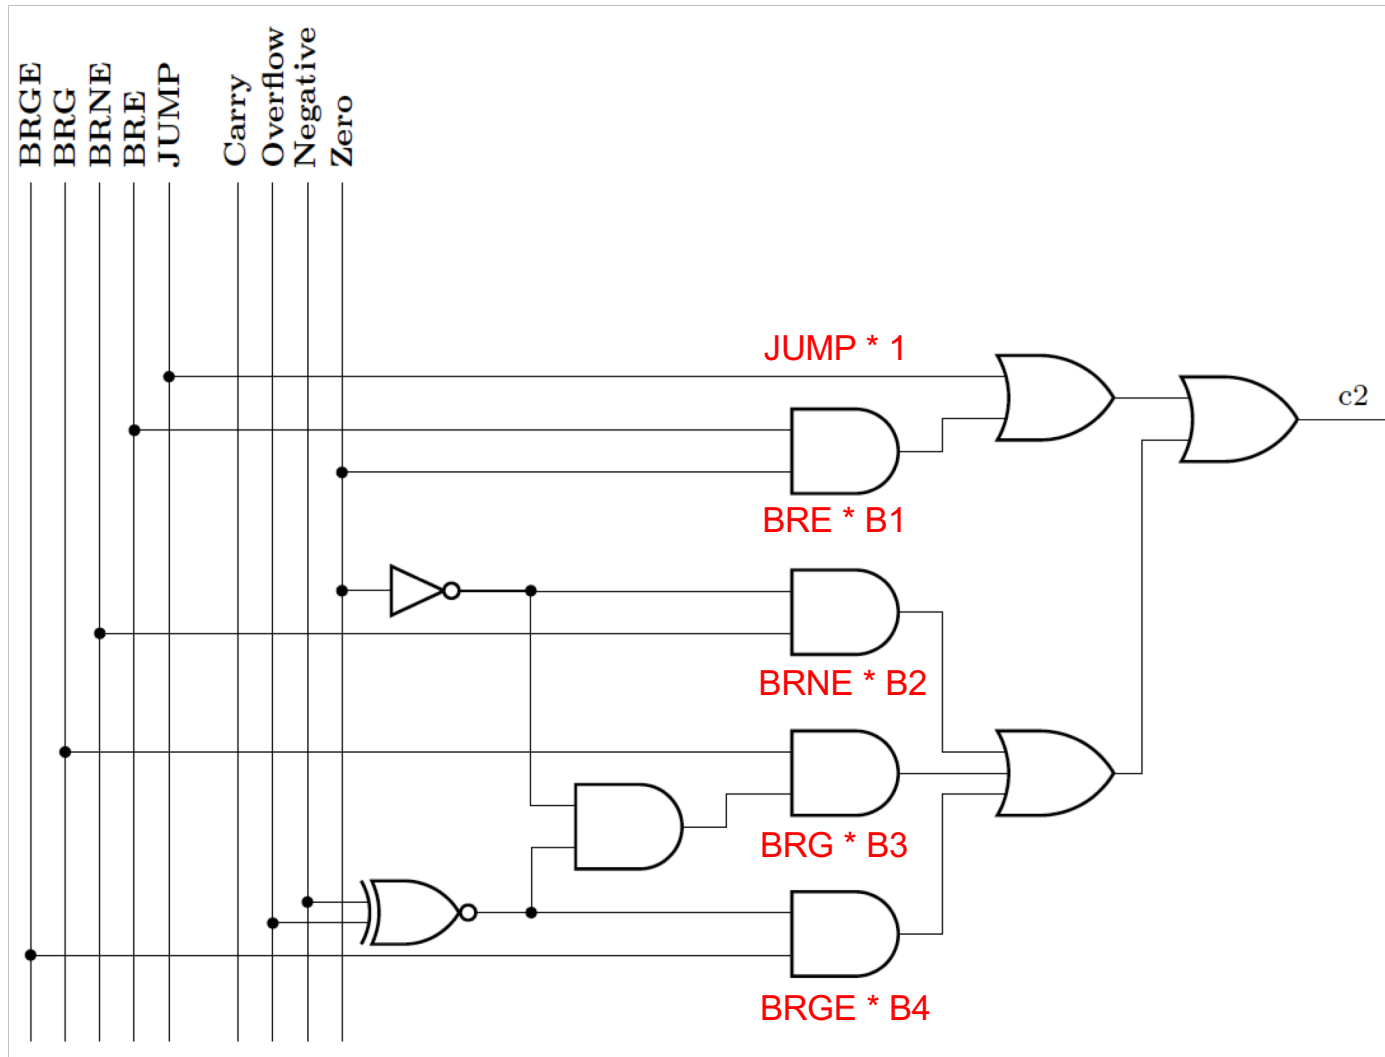 BRGE
BRG
BRNE
BRE
JUMP
Carry
Overflow
Negative
Zero
JUMP * 1
c2
BRE * B1
BRNE * B2
BRG * B3
BRGE * B4